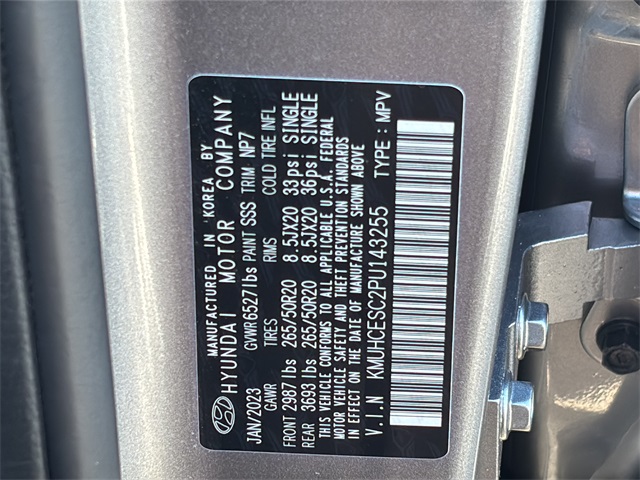 MANUFACTURED IN KOREA BY
HYUNDAI MOTOR COMPANY
JAN/2023 GVWR 6527lbs PAINT SSS TRIM NP7
GAWR TIRES RIMS COLD TIRE INFL
FRONT 2987 lbs 265/50R20 8.5JX20 33psi SINGLE
REAR 3693 lbs 265/50R20 8.5JX20 36psi SINGLE
THIS VEHICLE CONFORMS TO ALL APPLICABLE U.S.A. FEDERAL
MOTOR VEHICLE SAFETY AND THEFT PREVENTION STANDARDS
IN EFFECT ON THE DATE OF MANUFACTURE SHOWN ABOVE
V.I.N KMUHCESC2PU143255 TYPE : MPV